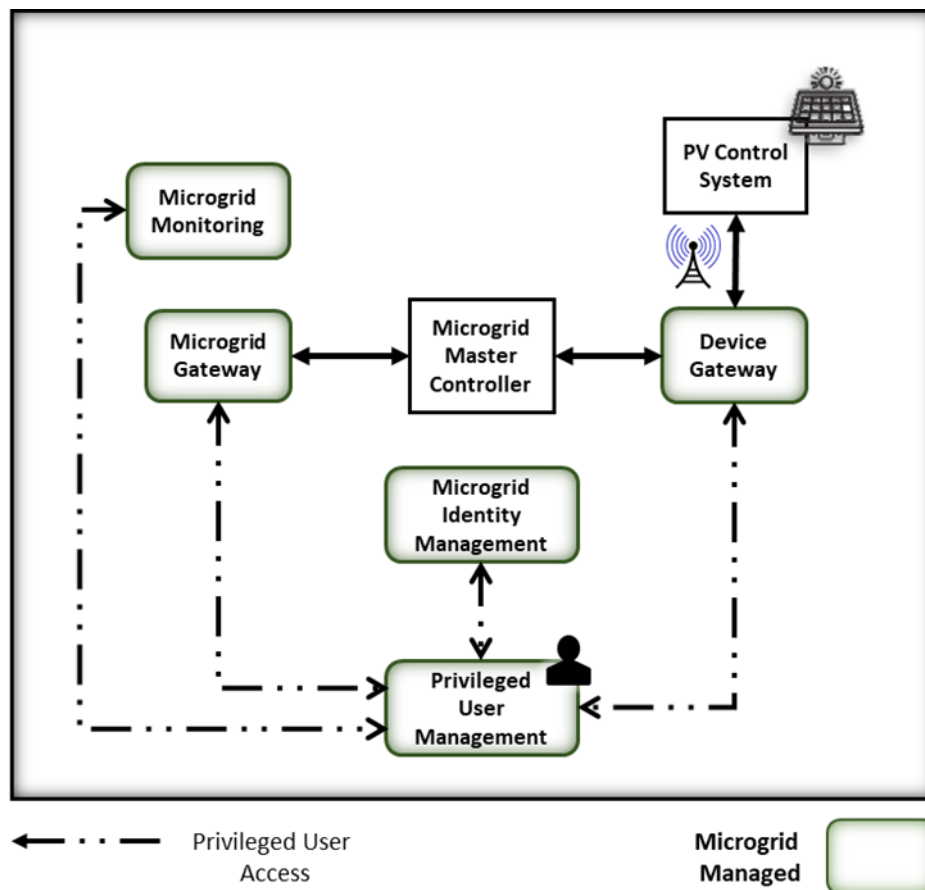 PV Control
System
Microgrid
Monitoring
Microgrid
Gateway
Microgrid
Master
Controller
Device
Gateway
Microgrid
Identity
Management
Privileged
User
Management
Privileged User
Access
Microgrid
Managed